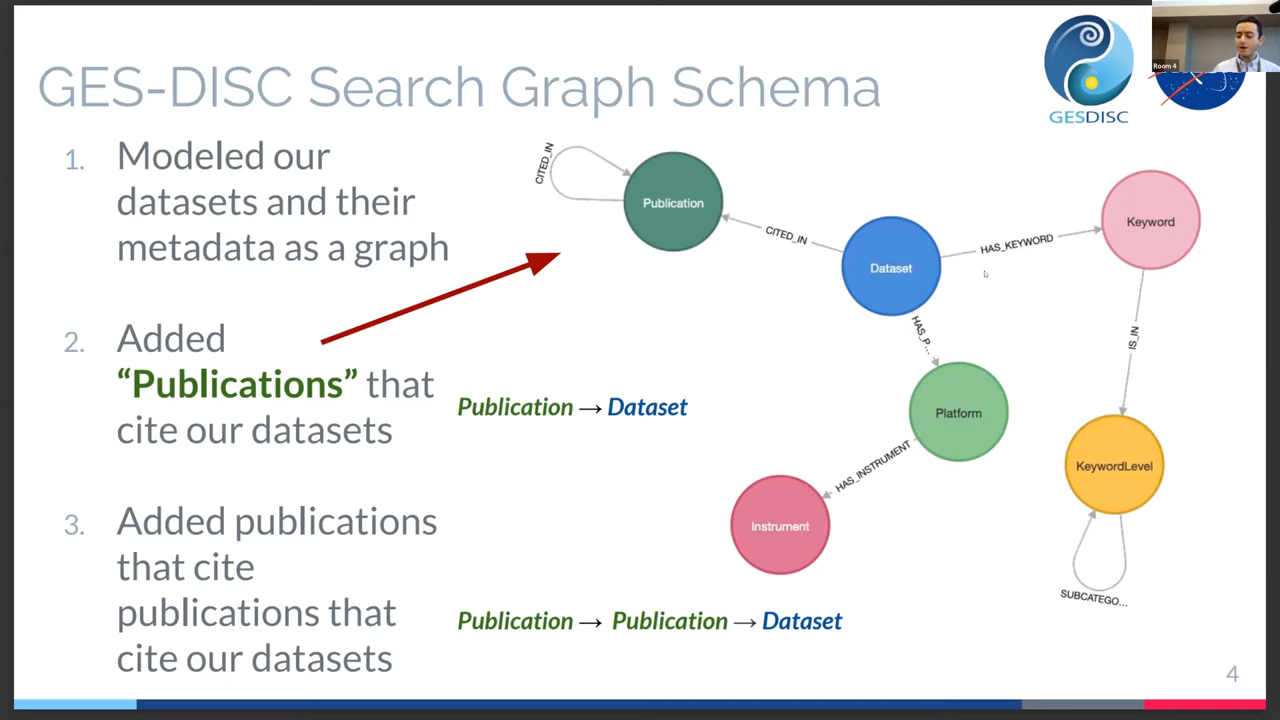 GES-DISC Search Graph Schema
GESDISC
Room 4
1. Modeled our
datasets and their
metadata as a graph
2. Added
“Publications” that
cite our datasets
3. Added publications
that cite
publications that
cite our datasets
Publication → Dataset
Publication → Publication → Dataset
CITED_IN
Publication
CITED_IN
Dataset
HAS_KEYWORD
Keyword
HAS_P...
IS_IN
Platform
HAS_INSTRUMENT
KeywordLevel
Instrument
SUBCATEGO...
4